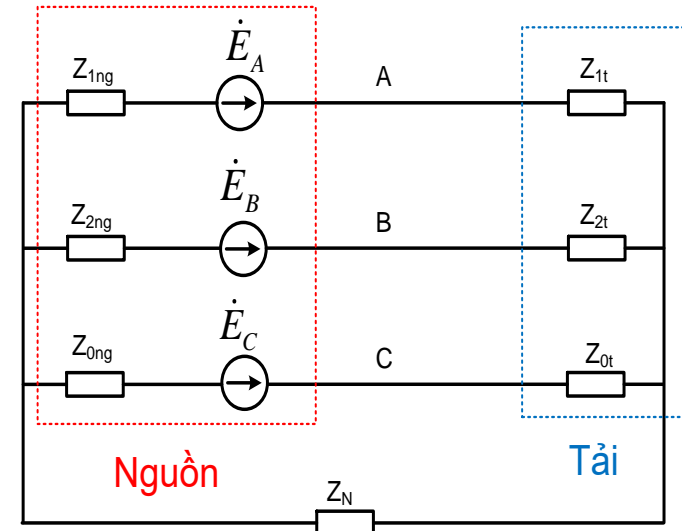 Z1ng
ĖA
A
Z1t
Z2ng
ĖB
B
Z2t
Z0ng
ĖC
C
Z0t
Nguồn
Tải
ZN